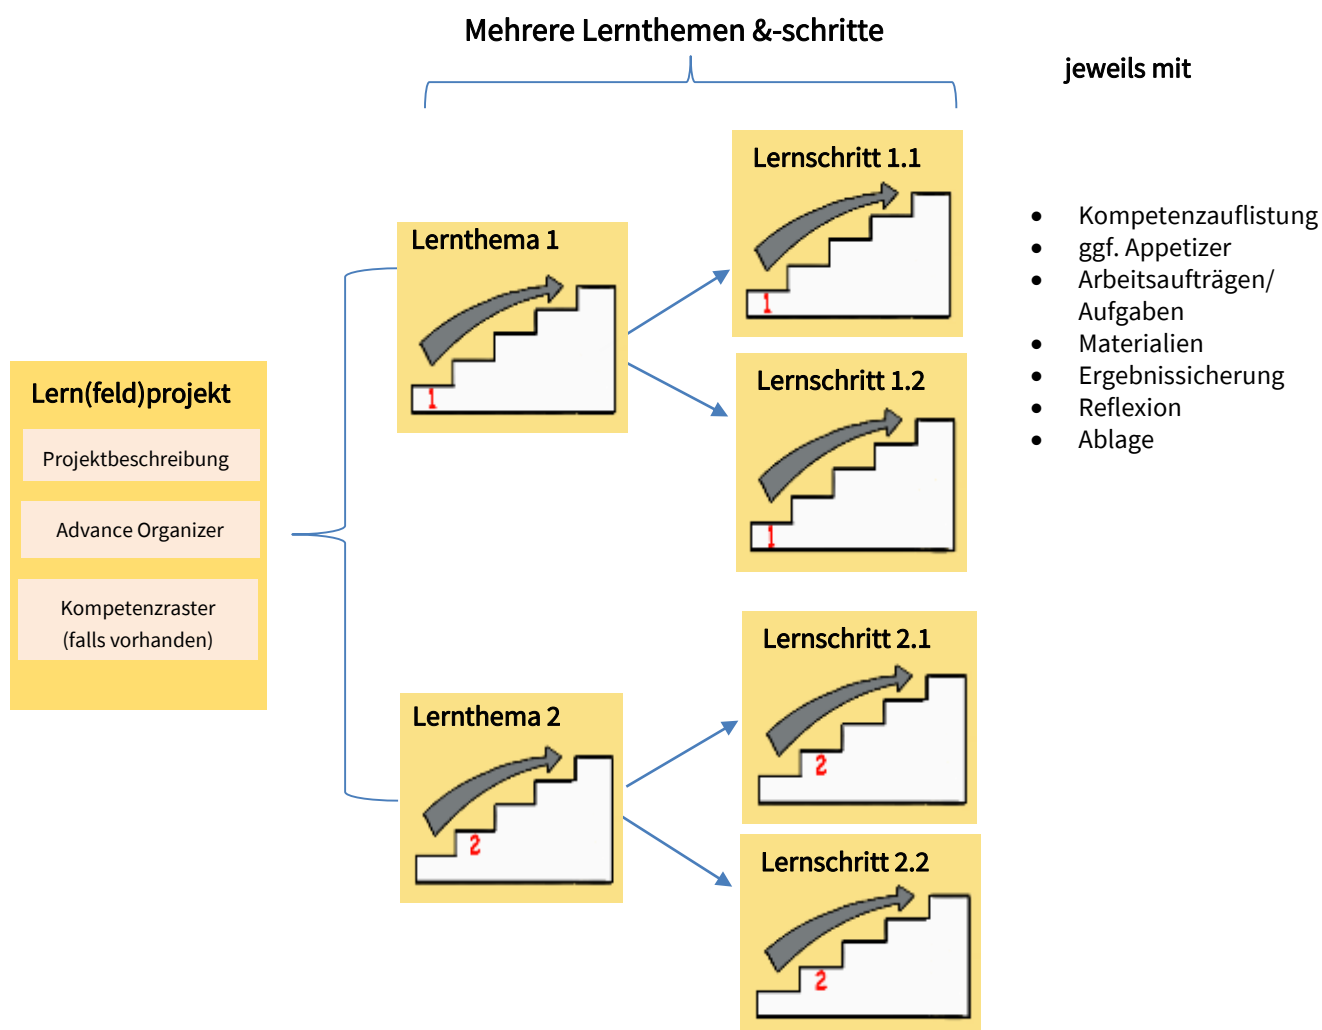 Mehrere Lernthemen &-schritte
jeweils mit
Lern(feld)projekt
Projektbeschreibung
Advance Organizer
Kompetenzraster
(falls vorhanden)
Lernthema 1
1
Lernschritt 1.1
1
Lernschritt 1.2
1
Lernthema 2
2
Lernschritt 2.1
2
Lernschritt 2.2
2
• Kompetenzauflistung
• ggf. Appetizer
• Arbeitsaufträgen/
Aufgaben
• Materialien
• Ergebnissicherung
• Reflexion
• Ablage